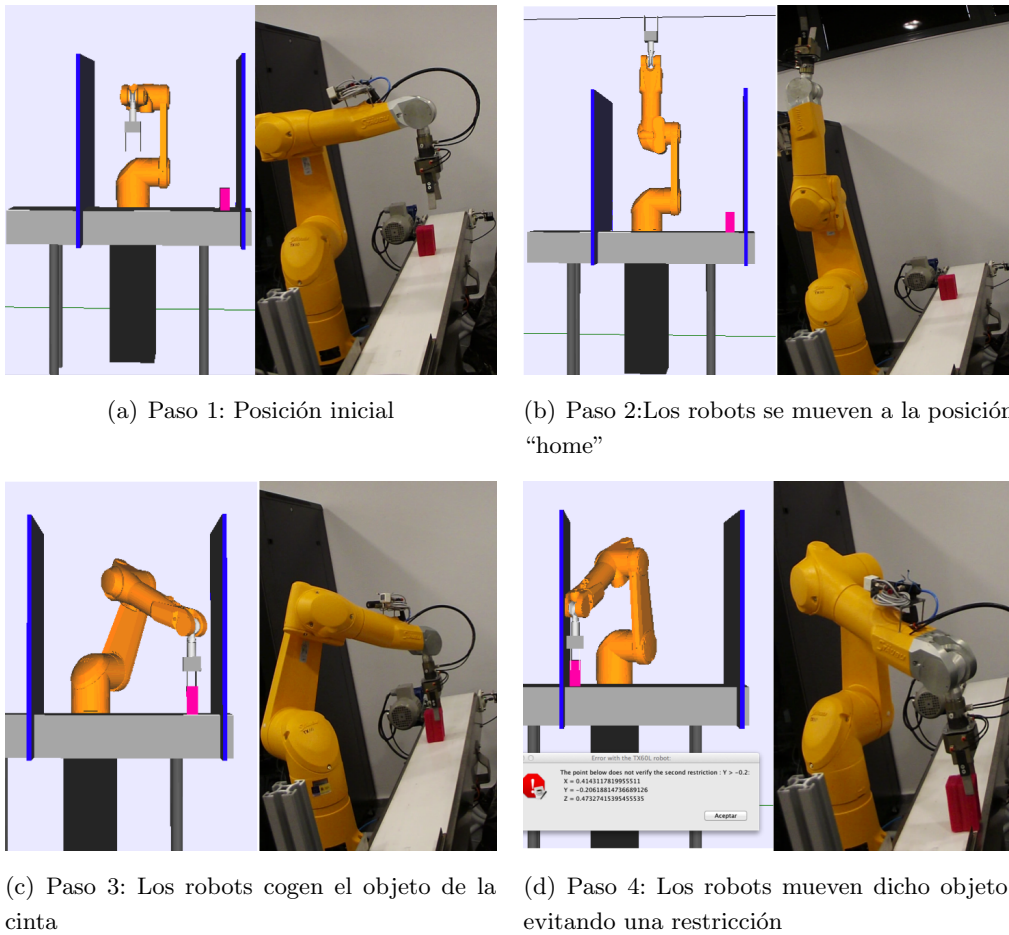 (a) Paso 1: Posición inicial
(b) Paso 2:Los robots se mueven a la posición
“home”
Error with the TX60L robot:
The point below does not verify the second restriction : Y > −0.2:
X = 0.4143117819955511
Y = −0.20618814736689126
Z = 0.47327415395455535
Aceptar
(c) Paso 3: Los robots cogen el objeto de la
cinta
(d) Paso 4: Los robots mueven dicho objeto
evitando una restricción